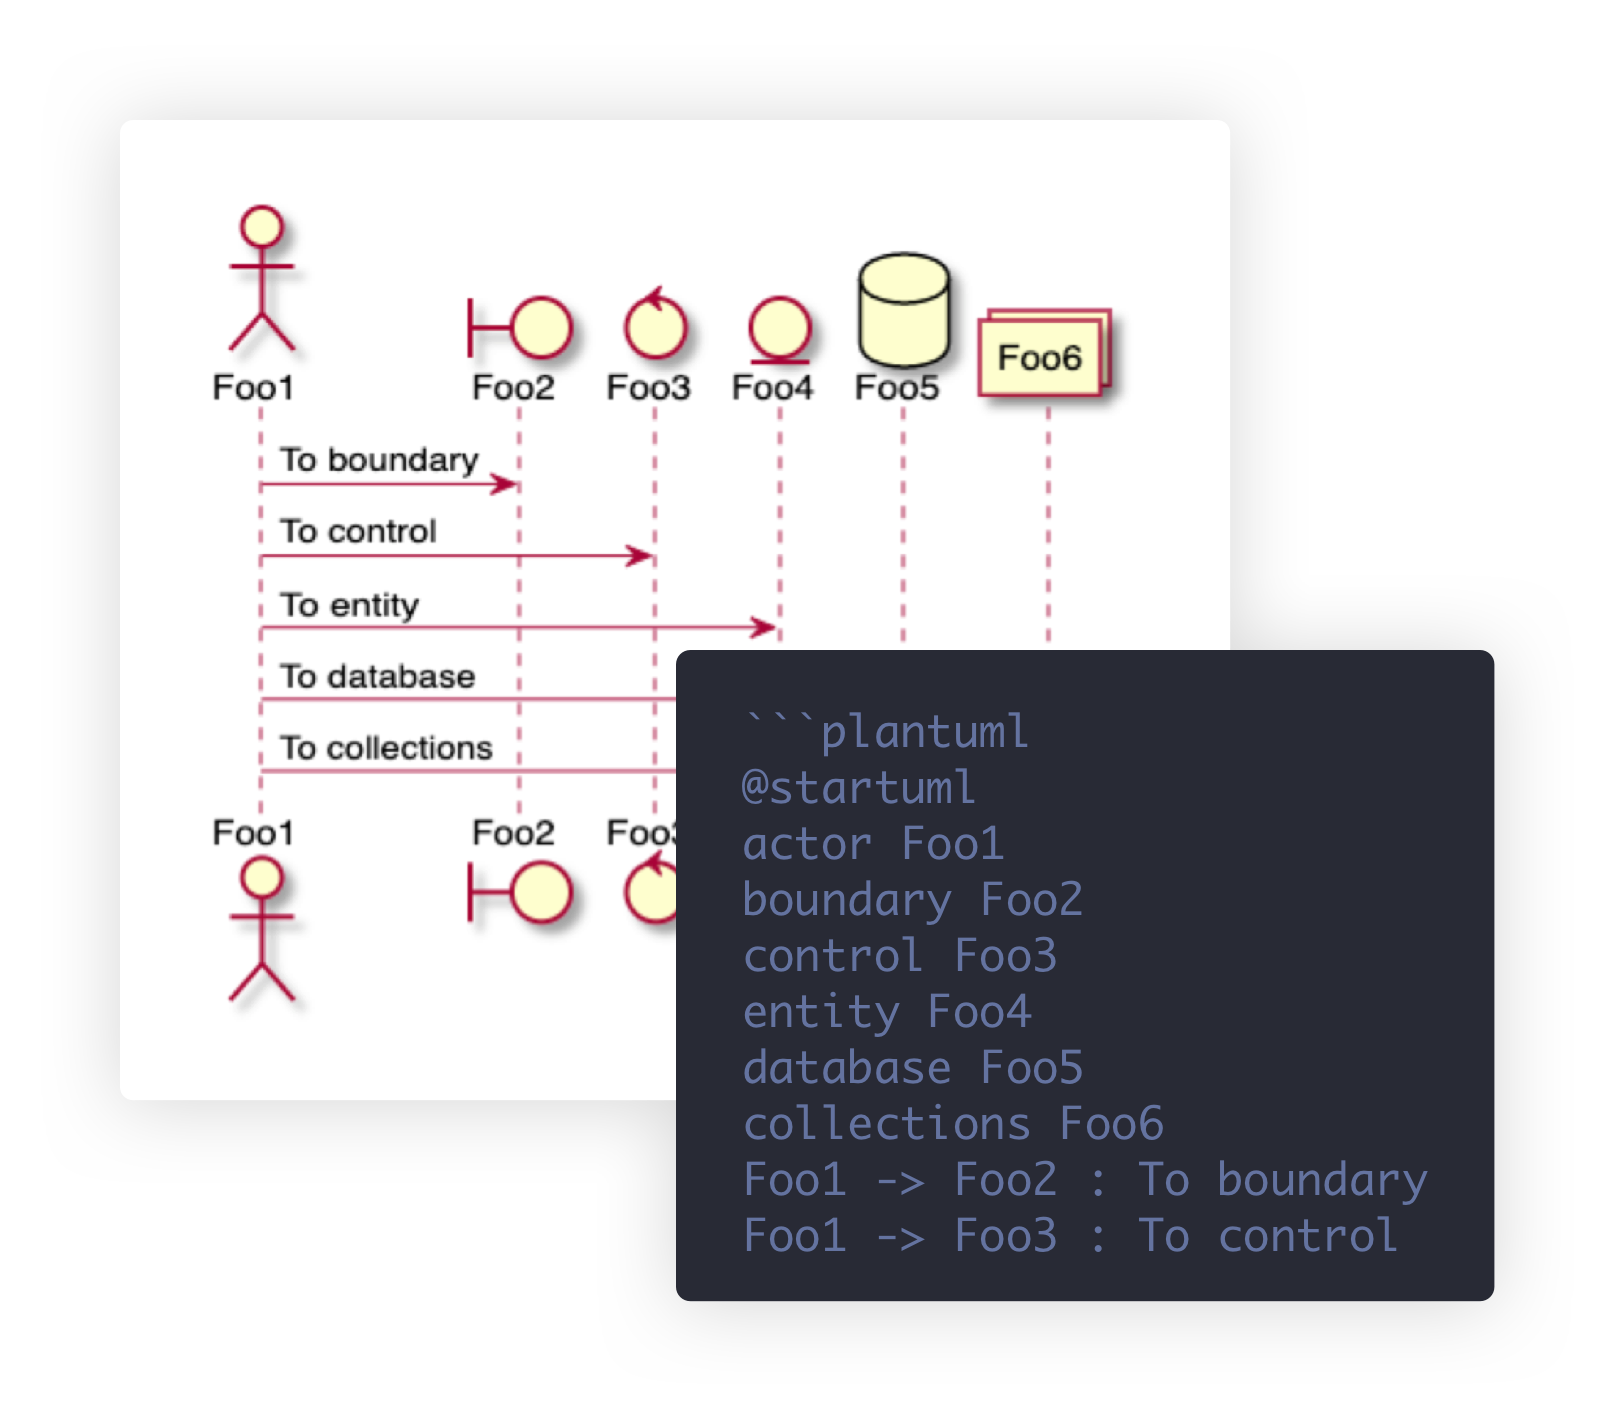 Foo1 Foo2 Foo3 Foo4 Foo5 Foo6
To boundary
To control
To entity
To database
To collections
Foo1 Foo2
```plantuml
@startuml
actor Foo1
boundary Foo2
control Foo3
entity Foo4
database Foo5
collections Foo6
Foo1 -> Foo2 : To boundary
Foo1 -> Foo3 : To control